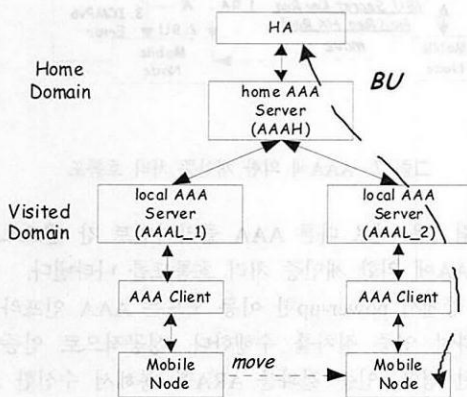 HA
Home
Domain
BU
home AAA
Server
(AAAH)
local AAA
Server
(AAAL_1)
local AAA
Server
(AAAL_2)
Visited
Domain
AAA Client
AAA Client
Mobile
Node
move
Mobile
Node